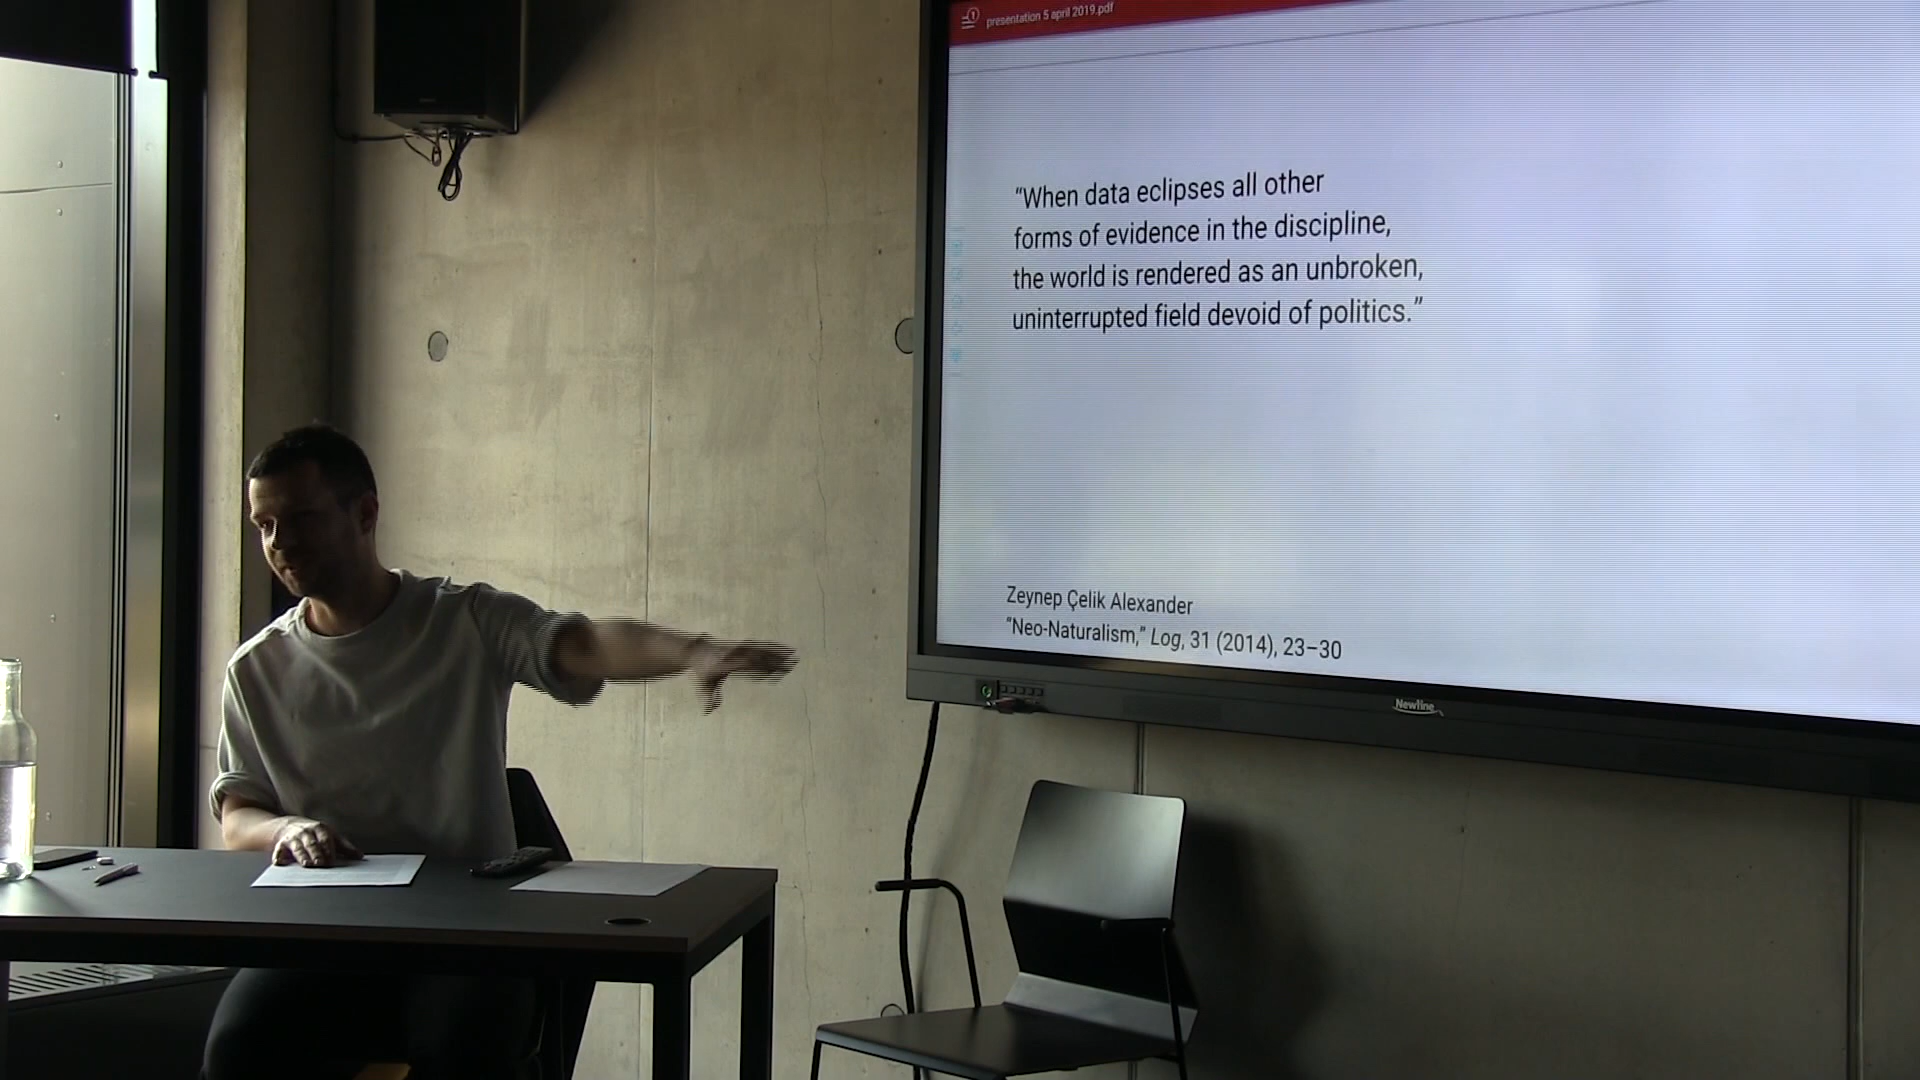 presentation 5 april 2019.pdf
“When data eclipses all other
forms of evidence in the discipline,
the world is rendered as an unbroken,
uninterrupted field devoid of politics.”
Zeynep Çelik Alexander
“Neo-Naturalism,” Log, 31 (2014), 23–30
Newline